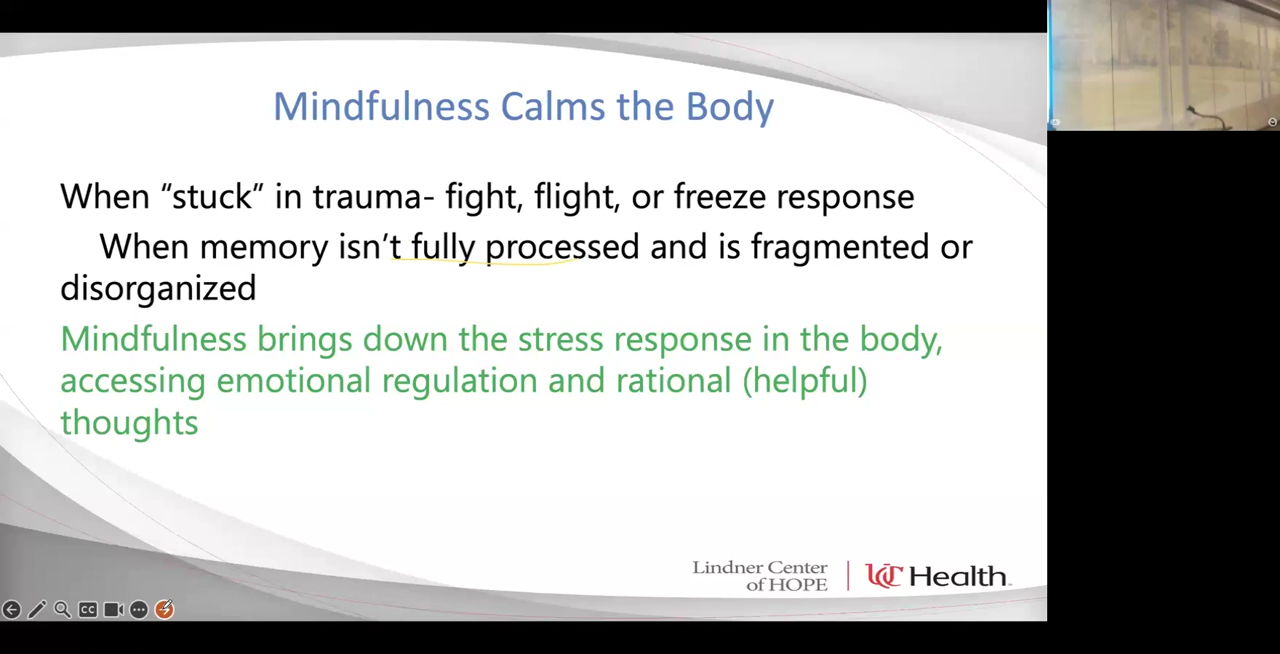 Mindfulness Calms the Body
When “stuck” in trauma- fight, flight, or freeze response
When memory isn’t fully processed and is fragmented or
disorganized
Mindfulness brings down the stress response in the body,
accessing emotional regulation and rational (helpful)
thoughts
Lindner Center
of HOPE
UC Health™
CC